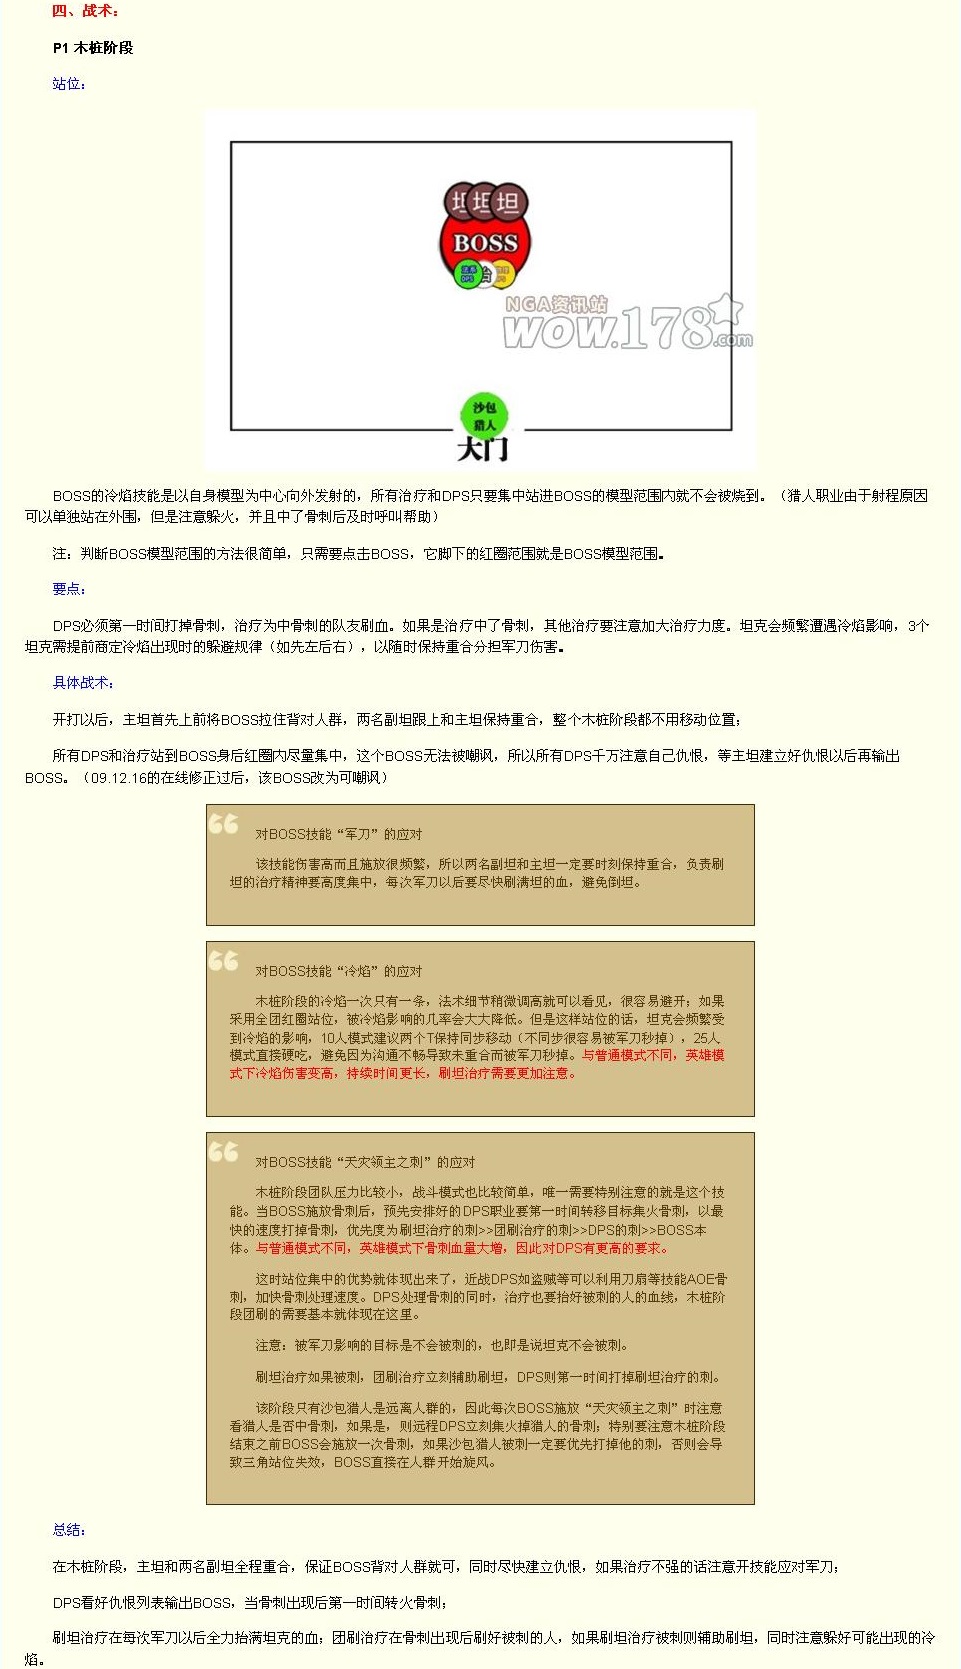 四、战术：
P1 木桩阶段
站位：
坦 坦 坦
BOSS
DPS 治
NGA资讯站
wow.178.com
沙包
猎人
大门
BOSS的冷焰技能是以自身模型为中心向外发射的，所有治疗和DPS只要集中站进BOSS的模型范围内就不会被烧到。（猎人职业由于射程原因
可以单独站在外围，但是注意躲火，并且中了骨刺后及时呼叫帮助）
注：判断BOSS模型范围的方法很简单，只需要点击BOSS，它脚下的红圈范围就是BOSS模型范围。
要点：
DPS必须第一时间打掉骨刺，治疗为中骨刺的队友刷血。如果是治疗中了骨刺，其他治疗要注意加大治疗力度。坦克会频繁遭遇冷焰影响，3个
坦克需提前商定冷焰出现时的躲避规律（如先左后右），以随时保持重合分担军刀伤害。
具体战术：
开打以后，主坦首先上前将BOSS拉住背对人群，两名副坦跟上和主坦保持重合，整个木桩阶段都不用移动位置；
所有DPS和治疗站到BOSS身后红圈内尽量集中，这个BOSS无法被嘲讽，所以所有DPS千万注意自己仇恨，等主坦建立好仇恨以后再输出
BOSS。（09.12.16的在线修正过后，该BOSS改为可嘲讽）
对BOSS技能“军刀”的应对
该技能伤害高而且施放很频繁，所以两名副坦和主坦一定要时刻保持重合，负责刷
坦的治疗精神要高度集中，每次军刀以后要尽快刷满坦的血，避免倒坦。
对BOSS技能“冷焰”的应对
木桩阶段的冷焰一次只有一条，法术细节稍微调高就可以看见，很容易避开；如果
采用全团红圈站位，被冷焰影响的几率会大大降低。但是这样站位的话，坦克会频繁受
到冷焰的影响，10人模式建议两个T保持同步移动（不同步很容易被军刀秒掉），25人
模式直接硬吃，避免因为沟通不畅导致未重合而被军刀秒掉。与普通模式不同，英雄模
式下冷焰伤害变高，持续时间更长，刷坦治疗需要更加注意。
对BOSS技能“天灾领主之刺”的应对
木桩阶段团队压力比较小，战斗模式也比较简单，唯一需要特别注意的就是这个技
能。当BOSS施放骨刺后，预先安排好的DPS职业要第一时间转移目标集火骨刺，以最
快的速度打掉骨刺，优先度为刷坦治疗的刺>>团刷治疗的刺>>DPS的刺>>BOSS本
体。与普通模式不同，英雄模式下骨刺血量大增，因此对DPS有更高的要求。
这时站位集中的优势就体现出来了，近战DPS如盗贼等可以利用刀扇等技能AOE骨
刺，加快骨刺处理速度。DPS处理骨刺的同时，治疗也要抬好被刺的人的血线，木桩阶
段团刷的需要基本就体现在这里。
注意：被军刀影响的目标是不会被刺的，也即是说坦克不会被刺。
刷坦治疗如果被刺，团刷治疗立刻辅助刷坦，DPS则第一时间打掉刷坦治疗的刺。
该阶段只有沙包猎人是远离人群的，因此每次BOSS施放“天灾领主之刺”时注意
看猎人是否中骨刺，如果是，则远程DPS立刻集火掉猎人的骨刺；特别要注意木桩阶段
结束之前BOSS会施放一次骨刺，如果沙包猎人被刺一定要优先打掉他的刺，否则会导
致三角站位失效，BOSS直接在人群开始旋风。
总结：
在木桩阶段，主坦和两名副坦全程重合，保证BOSS背对人群就可，同时尽快建立仇恨，如果治疗不强的话注意开技能应对军刀；
DPS看好仇恨列表输出BOSS，当骨刺出现后第一时间转火骨刺；
刷坦治疗在每次军刀以后全力抬满坦克的血；团刷治疗在骨刺出现后刷好被刺的人，如果刷坦治疗被刺则辅助刷坦，同时注意躲好可能出现的冷
焰。